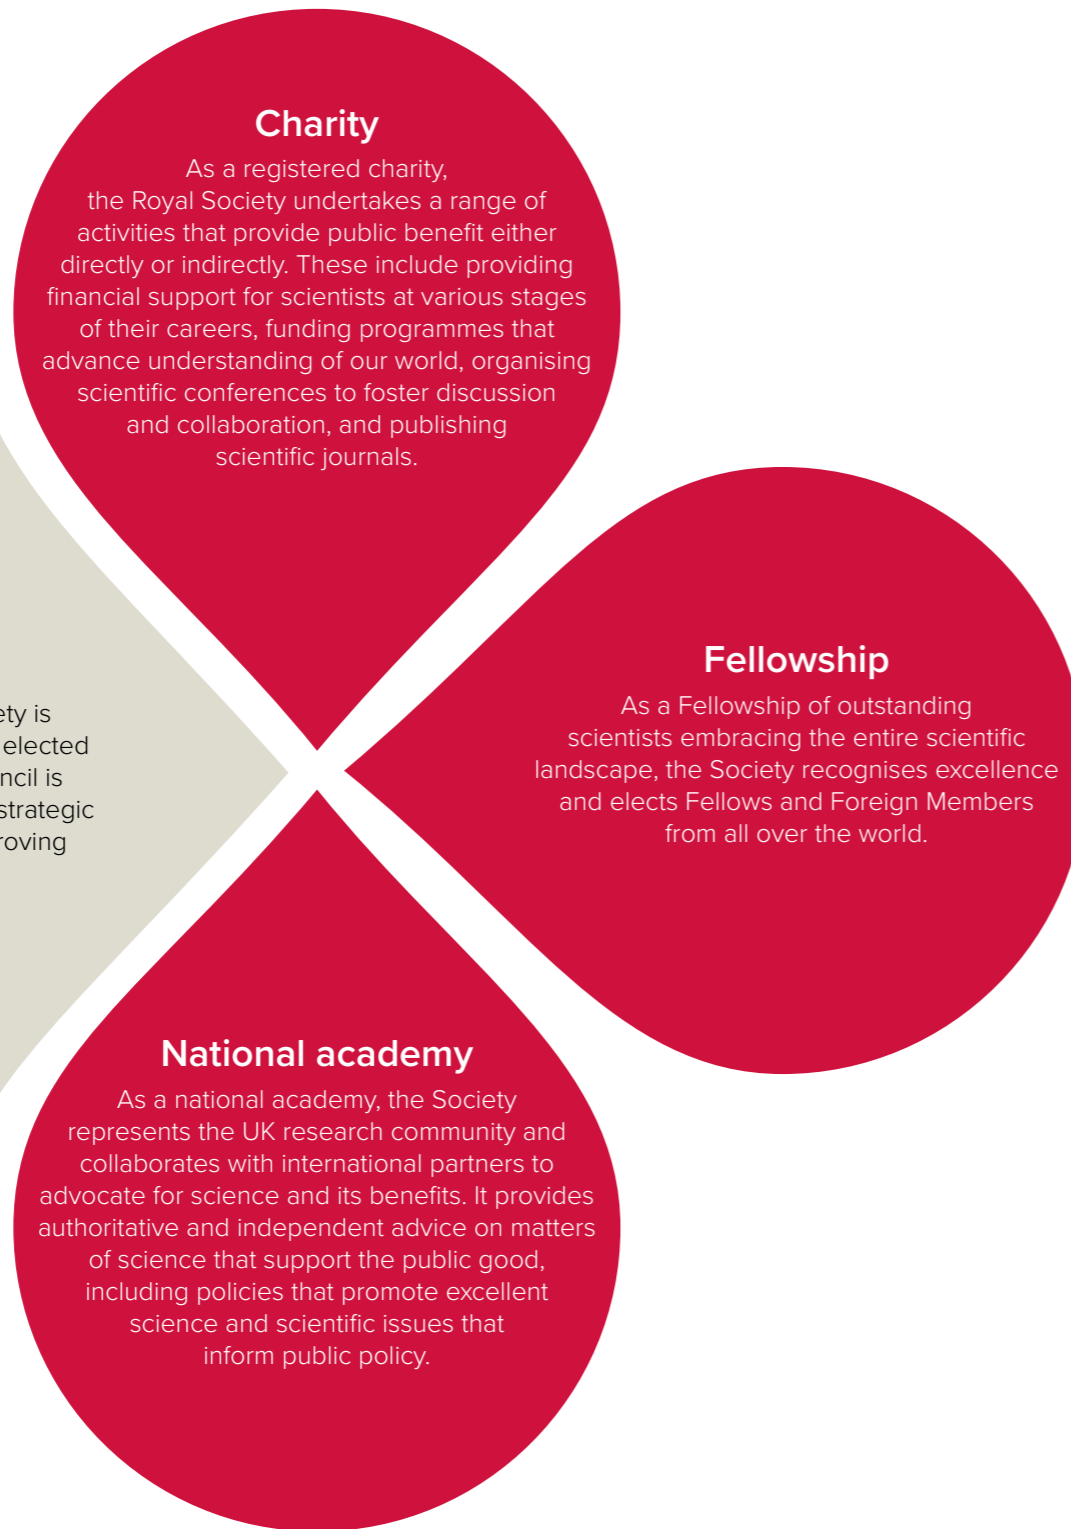 Charity
As a registered charity,
the Royal Society undertakes a range of
activities that provide public benefit either
directly or indirectly. These include providing
financial support for scientists at various stages
of their careers, funding programmes that
advance understanding of our world, organising
scientific conferences to foster discussion
and collaboration, and publishing
scientific journals.
is
elected
is
strategic
Fellowship
As a Fellowship of outstanding
scientists embracing the entire scientific
landscape, the Society recognises excellence
and elects Fellows and Foreign Members
from all over the world.
National academy
As a national academy, the Society
represents the UK research community and
collaborates with international partners to
advocate for science and its benefits. It provides
authoritative and independent advice on matters
of science that support the public good,
including policies that promote excellent
science and scientific issues that
inform public policy.